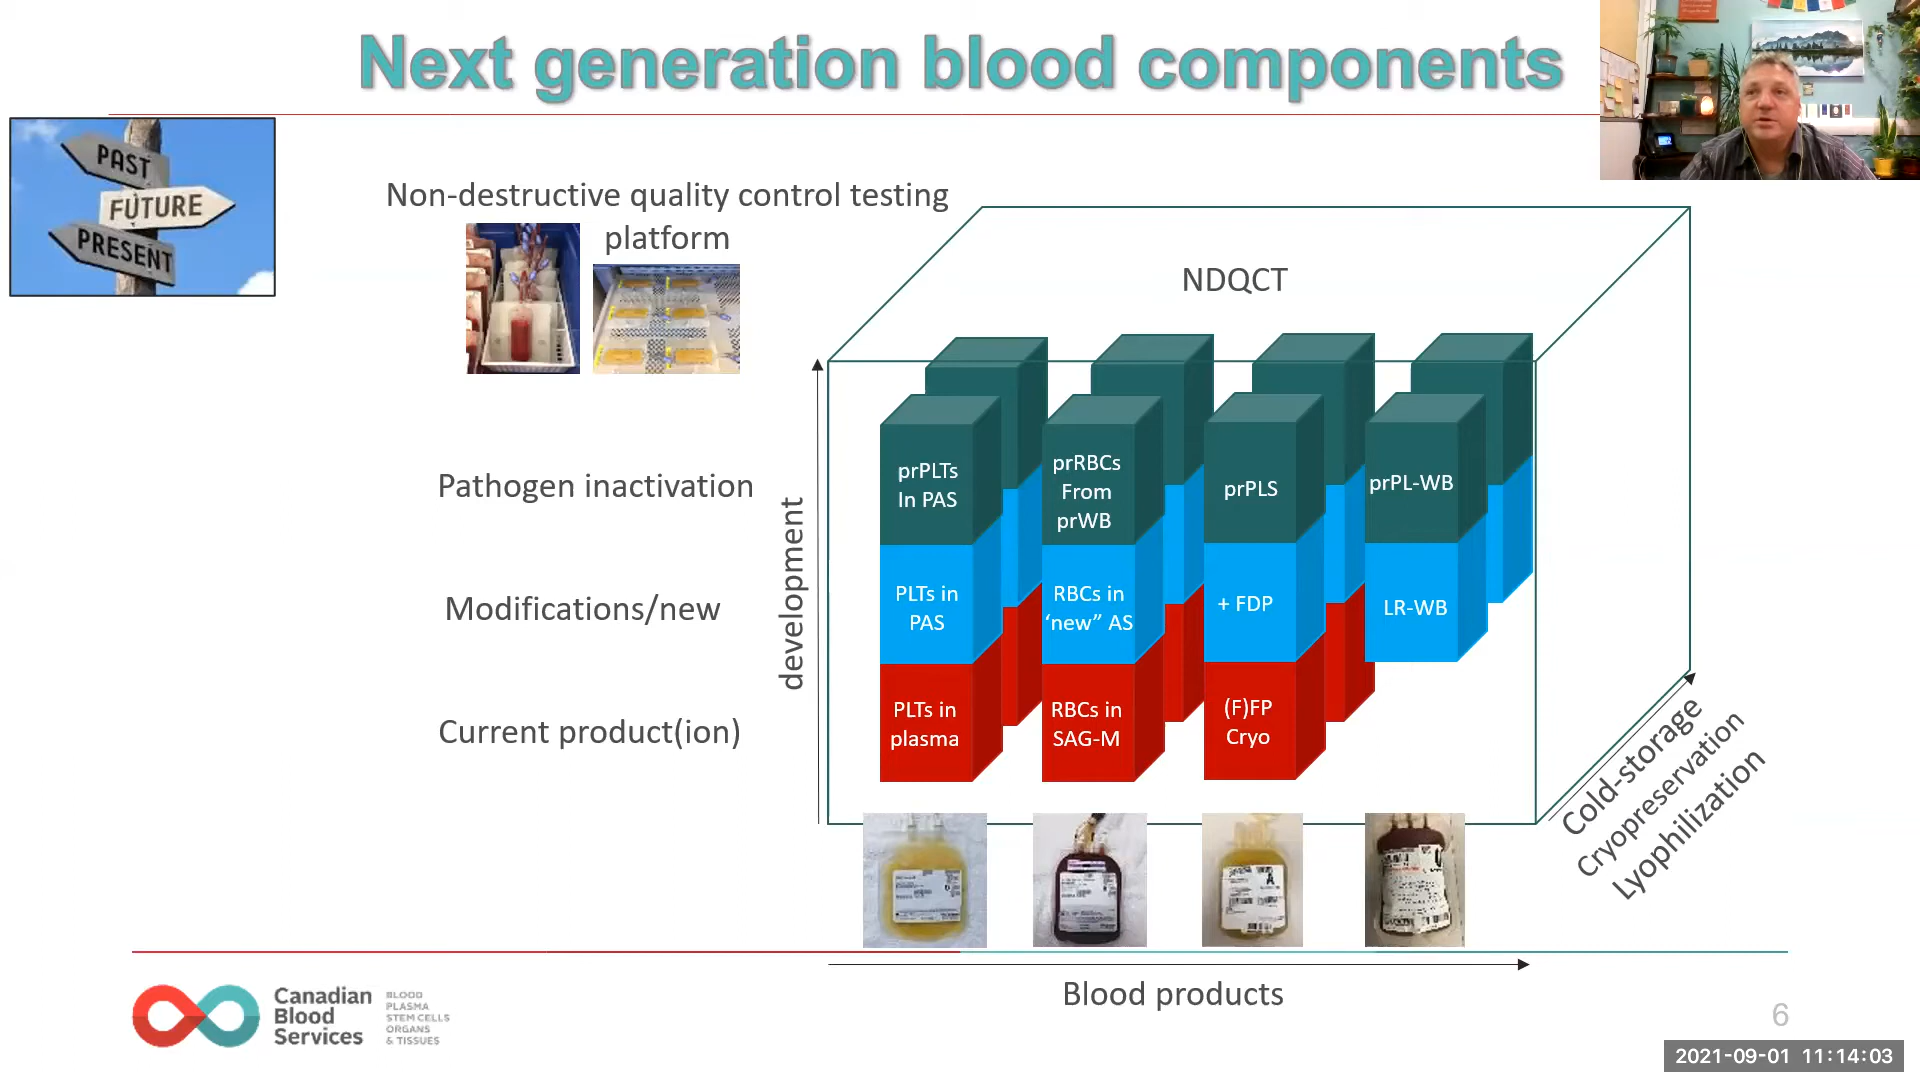 Next generation blood components
PAST
FUTURE
PRESENT
Non-destructive quality control testing
platform
NDQCT
Pathogen inactivation
Modifications/new
Current product(ion)
development
prPLTs
In PAS
prRBCs
From
prWB
prPLS
prPL-WB
PLTs in
PAS
RBCs in
‘new” AS
+ FDP
LR-WB
PLTs in
plasma
RBCs in
SAG-M
(F)FP
Cryo
Cold-storage
Cryopreservation
Lyophilization
Blood products
Canadian
Blood
Services
BLOOD
PLASMA
STEM CELLS
ORGANS
& TISSUES
6
2021-09-01 11:14:03